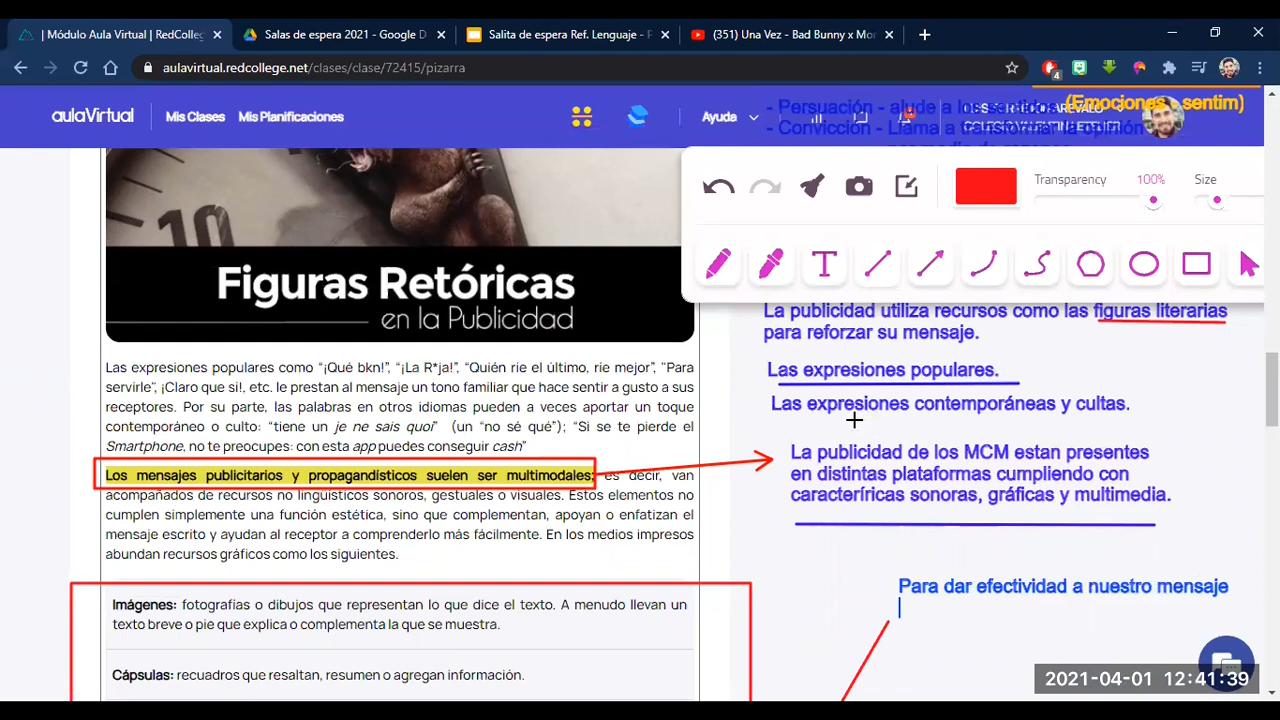 | Módulo Aula Virtual | RedColleg
Salas de espera 2021 - Google D
Salita de espera Ref. Lenguaje - P
(351) Una Vez - Bad Bunny x Mor
aulavirtual.redcollege.net/clases/clase/72415/pizarra
4
aulaVirtual
Mis Clases
Mis Planificaciones
Ayuda
- Persuación - alude a los sentidos (Emociones - sentim)
- Convicción - Llama a transformar la opinión
Transparency
100%
Size
Figuras Retóricas
en la Publicidad
Las expresiones populares como “¡Qué bkn!”, “¡La R*ja!”, “Quién ríe el último, ríe mejor”, “Para
servirle”, ¡Claro que si!, etc. le prestan al mensaje un tono familiar que hace sentir a gusto a sus
receptores. Por su parte, las palabras en otros idiomas pueden a veces aportar un toque
contemporáneo o culto: “tiene un je ne sais quoi” (un “no sé qué”); “Si se te pierde el
Smartphone, no te preocupes: con esta app puedes conseguir cash”
Los mensajes publicitarios y propagandísticos suelen ser multimodales; es decir, van
acompañados de recursos no lingüísticos sonoros, gestuales o visuales. Estos elementos no
cumplen simplemente una función estética, sino que complementan, apoyan o enfatizan el
mensaje escrito y ayudan al receptor a comprenderlo más fácilmente. En los medios impresos
abundan recursos gráficos como los siguientes.
Imágenes: fotografías o dibujos que representan lo que dice el texto. A menudo llevan un
texto breve o pie que explica o complementa la que se muestra.
Cápsulas: recuadros que resaltan, resumen o agregan información.
La publicidad utiliza recursos como las figuras literarias
para reforzar su mensaje.
Las expresiones populares.
Las expresiones contemporáneas y cultas.
La publicidad de los MCM estan presentes
en distintas plataformas cumpliendo con
caracterfricas sonoras, gráficas y multimedia.
Para dar efectividad a nuestro mensaje
2021-04-01 12:41:39